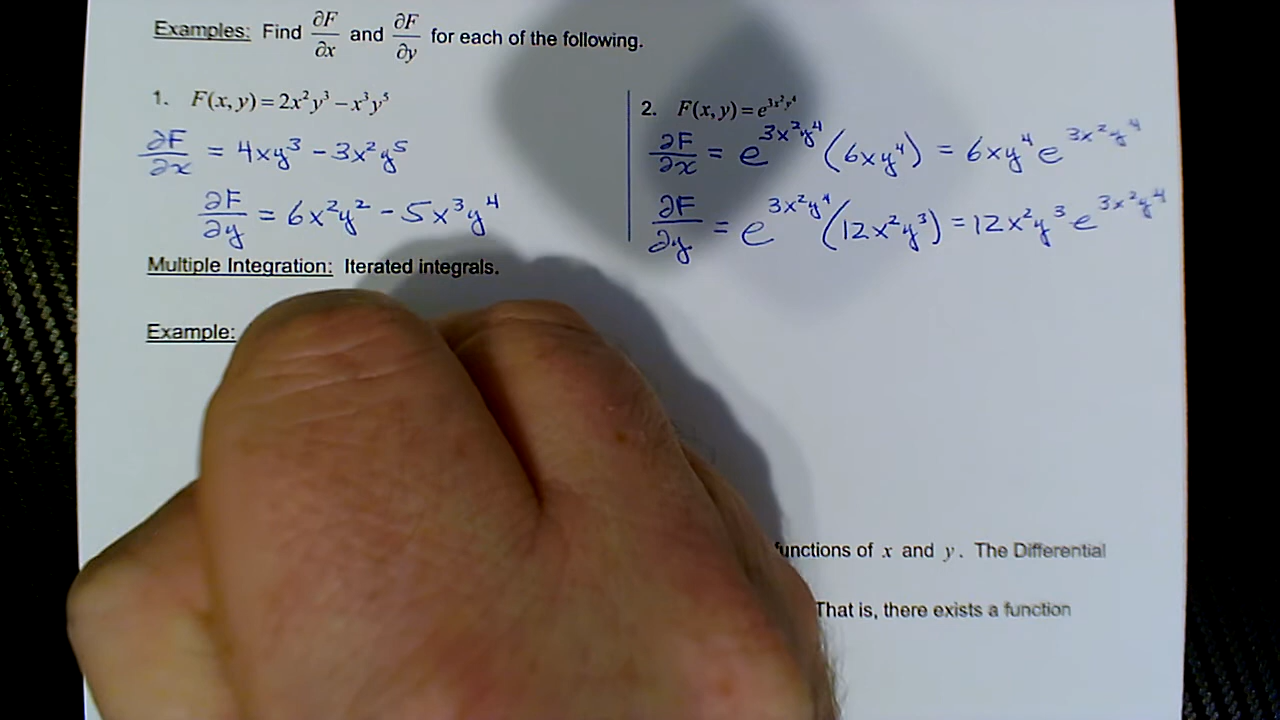 Examples: Find ∂F/∂x and ∂F/∂y for each of the following.
1. F(x, y) = 2x²y³ – x³y⁵
∂F/∂x = 4xy³ – 3x²y⁵
∂F/∂y = 6x²y² – 5x³y⁴
2. F(x, y) = e^(3x²y⁴)
∂F/∂x = e^(3x²y⁴) (6xy⁴) = 6xy⁴ e^(3x²y⁴)
∂F/∂y = e^(3x²y⁴) (12x²y³) = 12x²y³ e^(3x²y⁴)
Multiple Integration: Iterated integrals.
Example:
functions of x and y. The Differential
That is, there exists a function